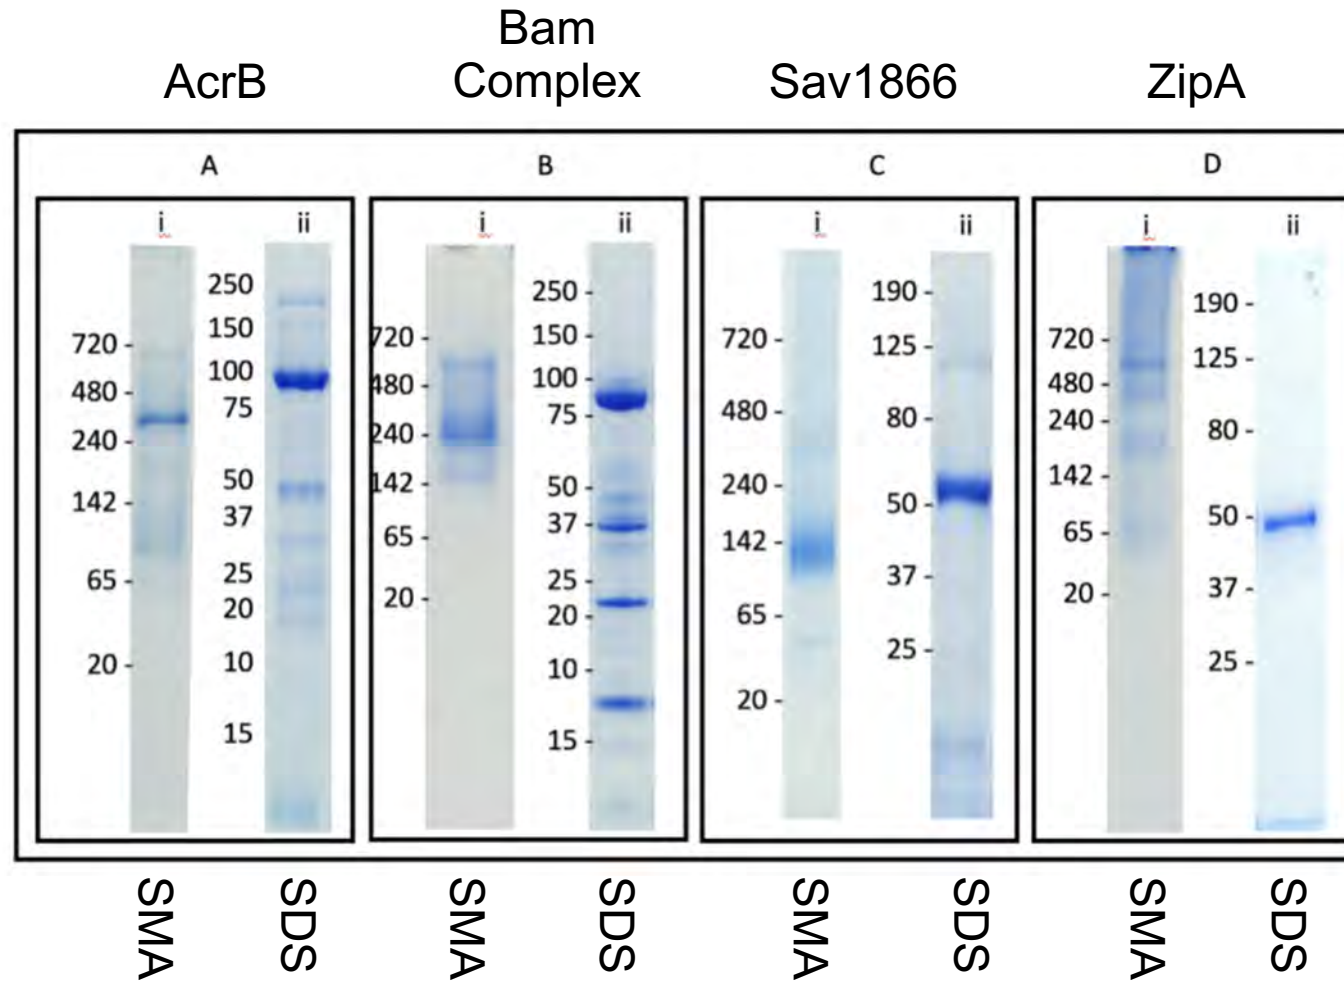 AcrB
Bam
Complex
Sav1866
ZipA
A
B
C
D
i
ii
i
ii
i
ii
i
ii
720 -
480 -
240 -
142 -
65 -
20 -
250
150
100
75
50
37
25
20
10
15
720 -
480 -
240 -
142 -
65 -
20 -
250 -
150 -
100 -
75 -
50 -
37 -
25 -
20 -
10 -
15 -
720 -
480 -
240 -
142 -
65 -
20 -
190 -
125 -
80 -
50 -
37 -
25 -
720 -
480 -
240 -
142 -
65 -
20 -
190 -
125 -
80 -
50 -
37 -
25 -
SMA
SDS
SMA
SDS
SMA
SDS
SMA
SDS